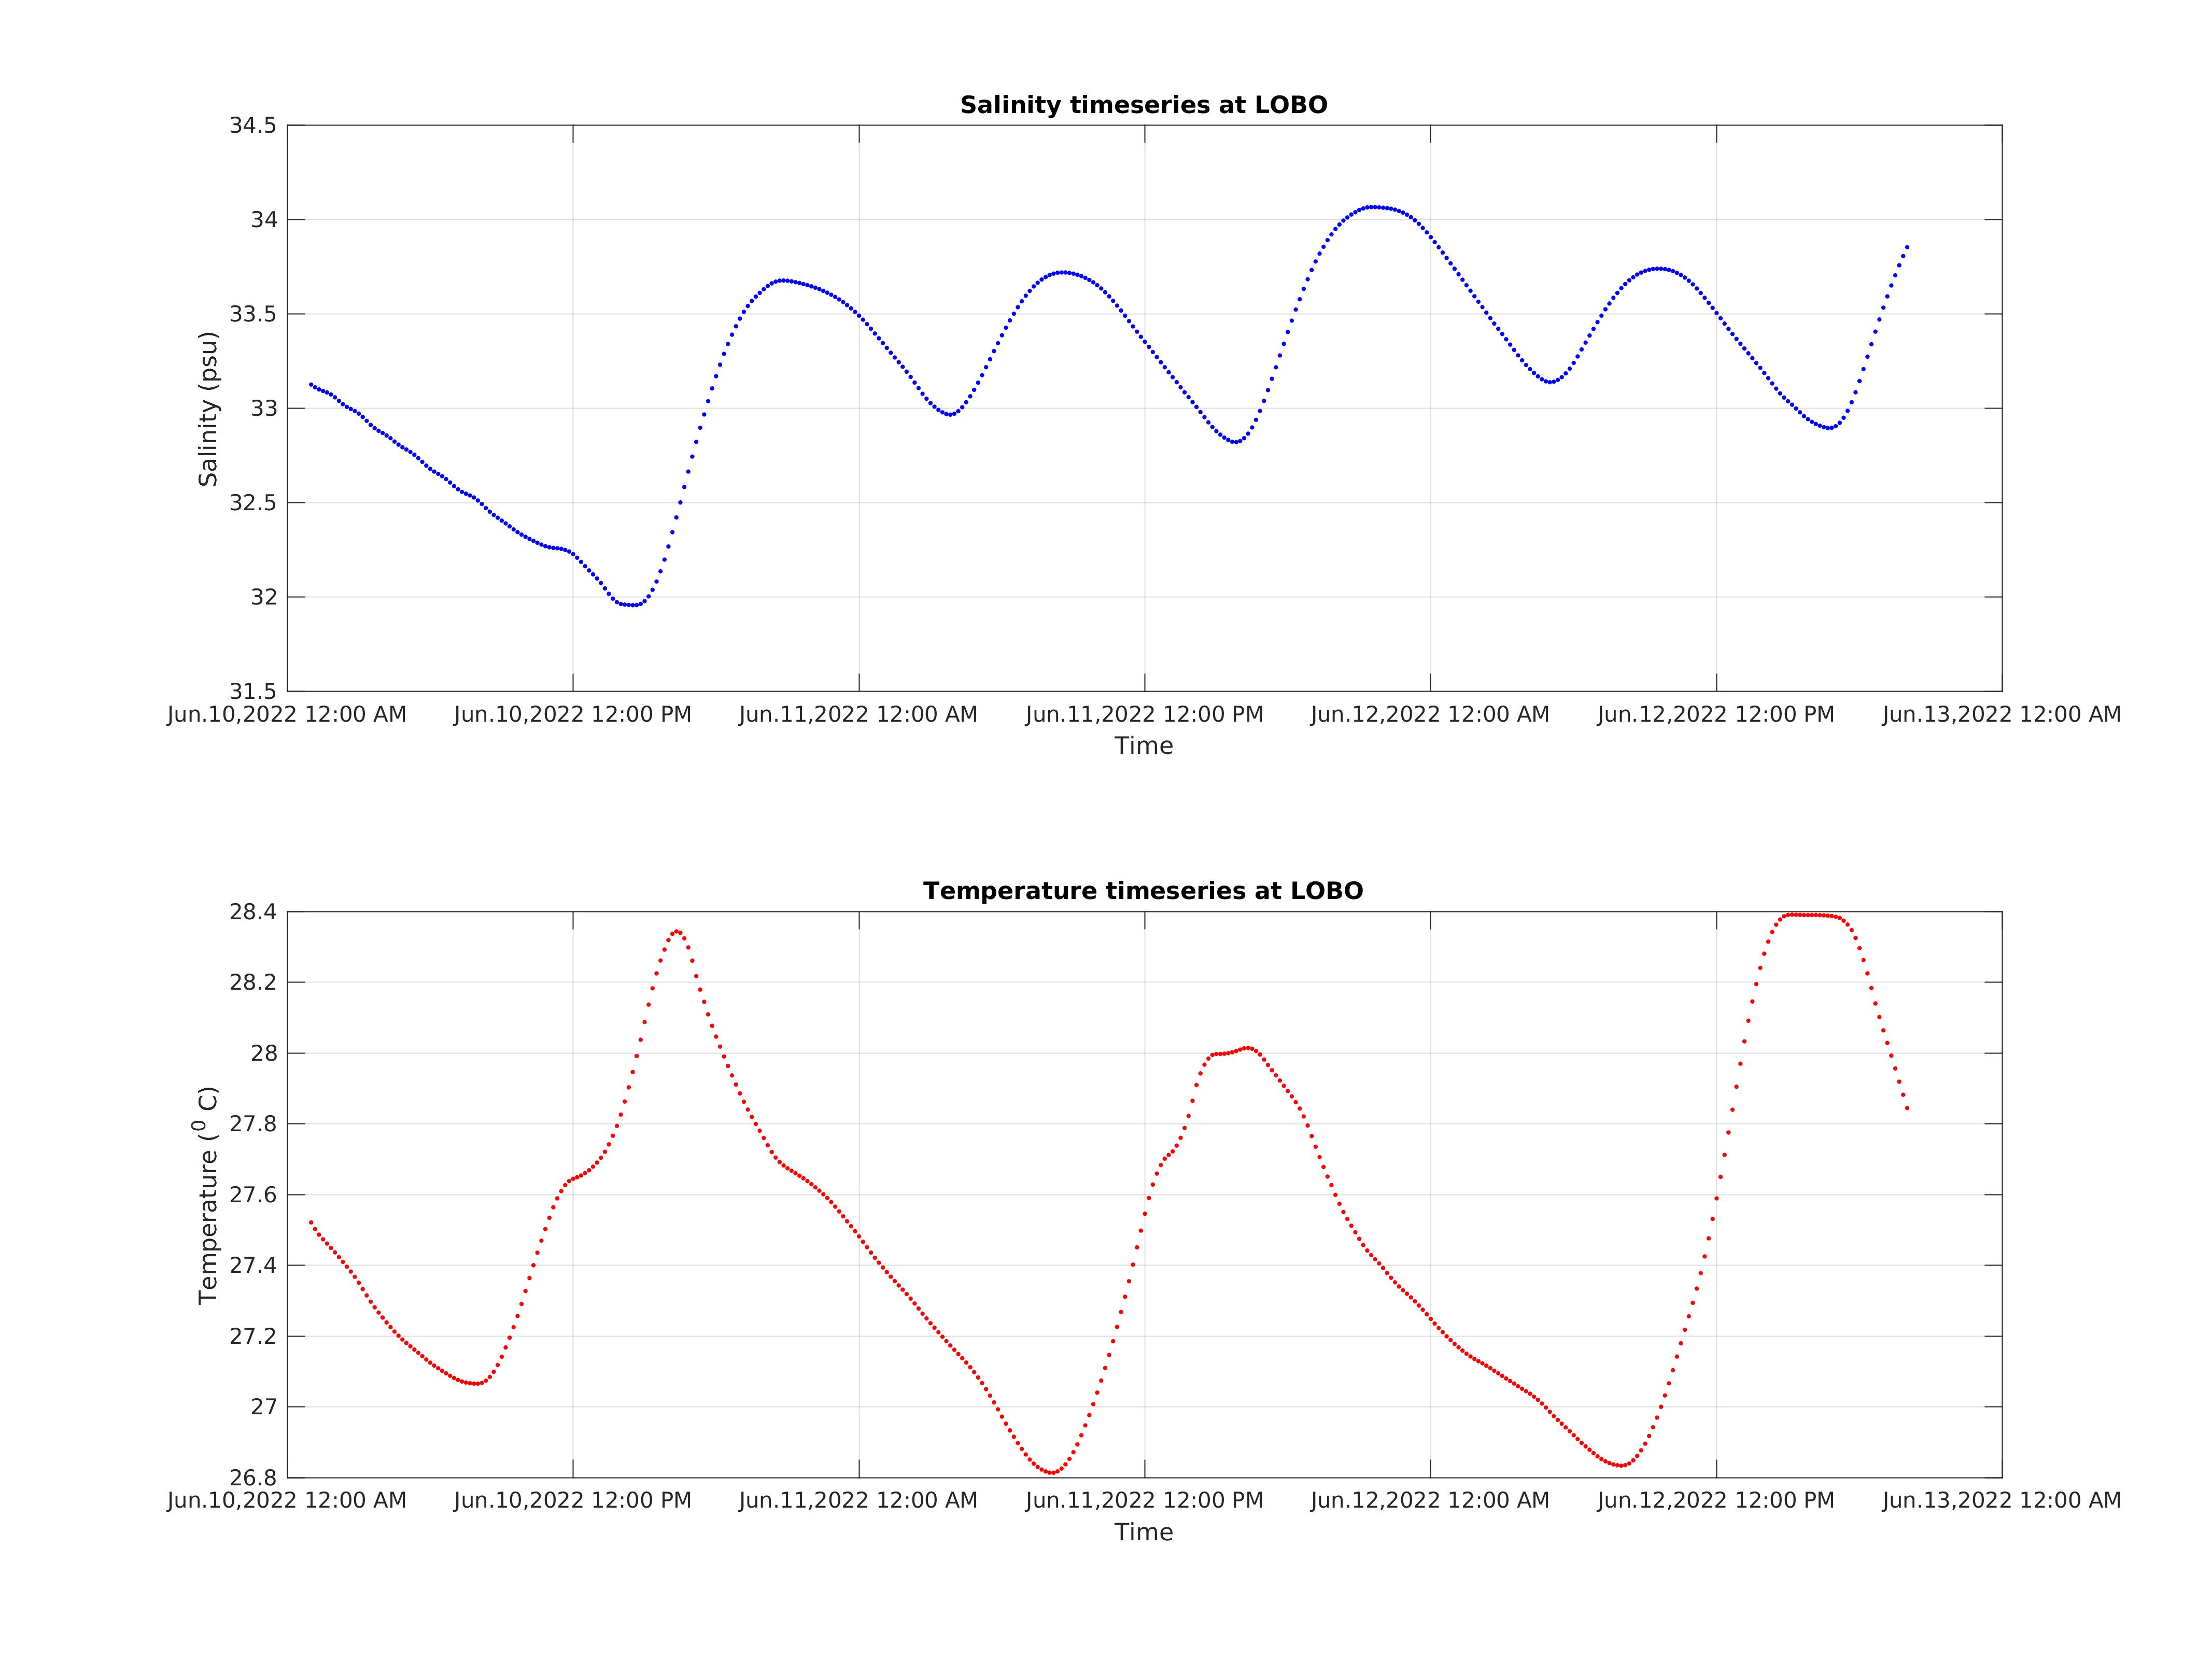 Salinity timeseries at LOBO
34.5
34
33.5
33
32.5
32
31.5
Salinity (psu)
Jun.10,2022 12:00 AM Jun.10,2022 12:00 PM Jun.11,2022 12:00 AM Jun.11,2022 12:00 PM Jun.12,2022 12:00 AM Jun.12,2022 12:00 PM Jun.13,2022 12:00 AM
Time
Temperature timeseries at LOBO
28.4
28.2
28
27.8
27.6
27.4
27.2
27
26.8
Temperature (⁰ C)
Jun.10,2022 12:00 AM Jun.10,2022 12:00 PM Jun.11,2022 12:00 AM Jun.11,2022 12:00 PM Jun.12,2022 12:00 AM Jun.12,2022 12:00 PM Jun.13,2022 12:00 AM
Time